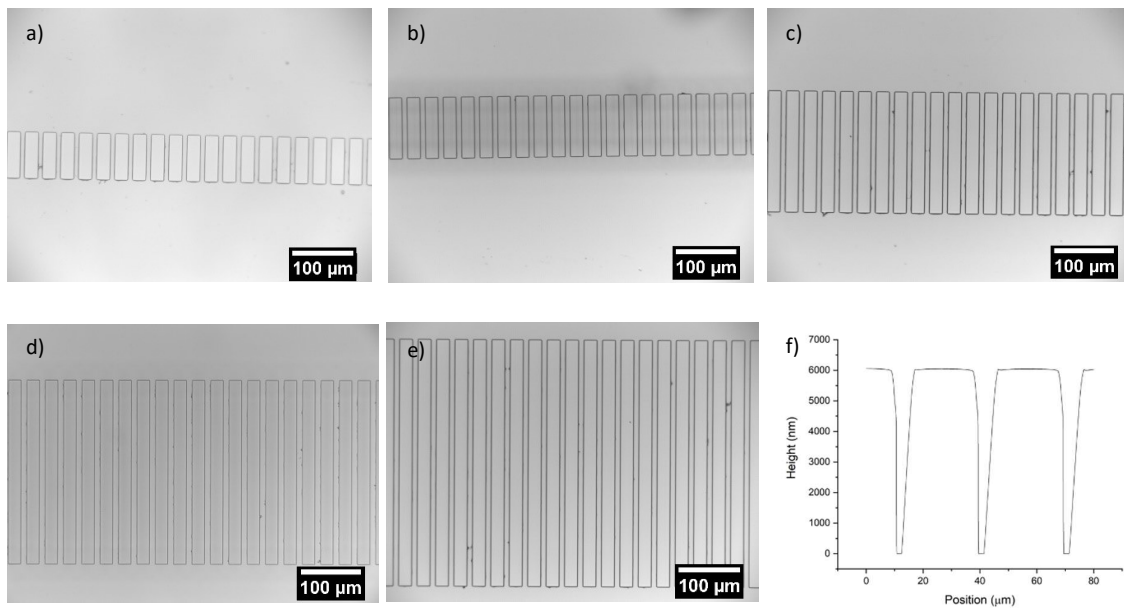 a)
100 µm
b)
100 µm
c)
100 µm
d)
100 µm
e)
100 µm
f)
7000
6000
5000
4000
3000
2000
1000
0
Height (nm)
0 20 40 60 80
Position (µm)